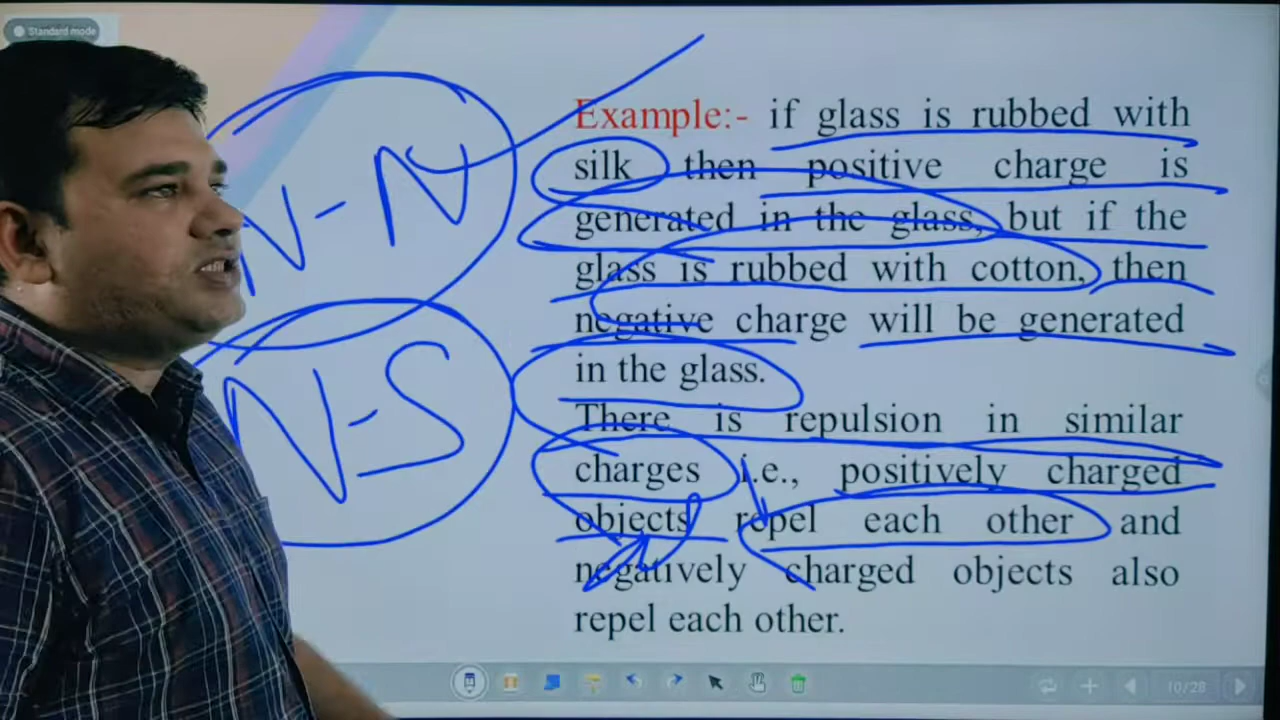 Standard mode
Example:- if glass is rubbed with
silk then positive charge is
generated in the glass, but if the
glass is rubbed with cotton, then
negative charge will be generated
in the glass.
There is repulsion in similar
charges i.e., positively charged
objects repel each other and
negatively charged objects also
repel each other.
N-N
N-S
10/28